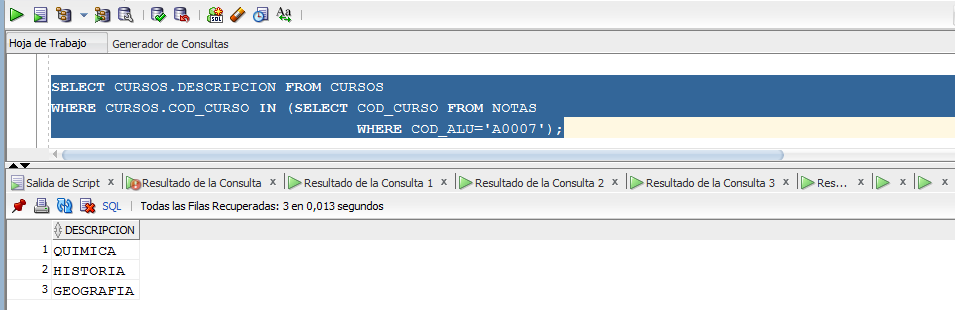 SQL
Aa
Hoja de Trabajo Generador de Consultas
SELECT CURSOS.DESCRIPCION FROM CURSOS
WHERE CURSOS.COD_CURSO IN (SELECT COD_CURSO FROM NOTAS
WHERE COD_ALU='A0007');
Salida de Script x Resultado de la Consulta x Resultado de la Consulta 1 x Resultado de la Consulta 2 x Resultado de la Consulta 3 x Res... x x x
SQL Todas las Filas Recuperadas: 3 en 0,013 segundos
DESCRIPCION
1 QUIMICA
2 HISTORIA
3 GEOGRAFIA